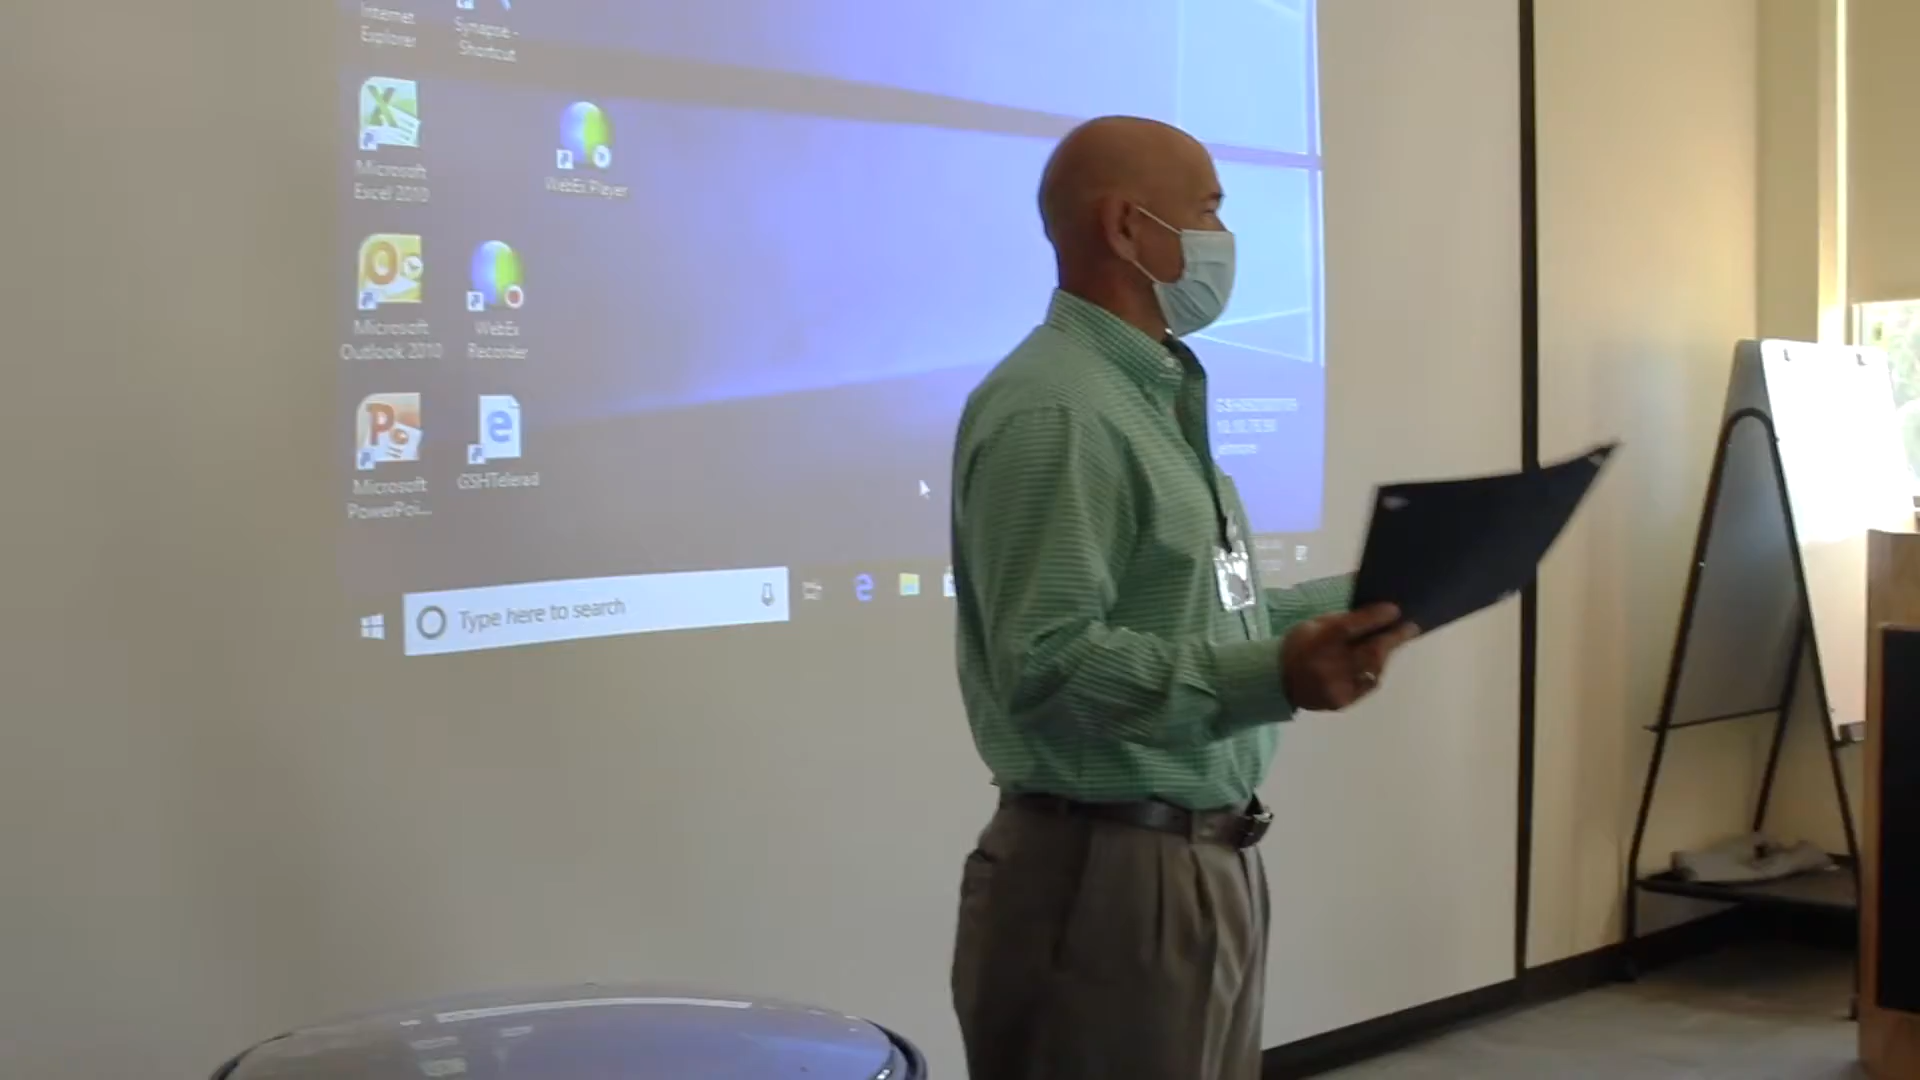 Internet
Explorer
Synapse -
Shortcut
Microsoft
Excel 2010
WebEx Player
Microsoft
Outlook 2010
WebEx
Recorder
Microsoft
PowerPoi...
GSHTelerad
Type here to search